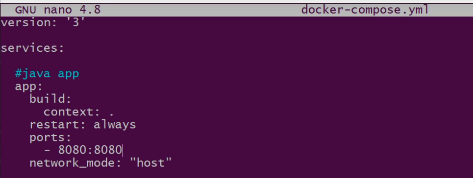 GNU nano 4.8 docker-compose.yml
version: '3'
services:
#java app
app:
build:
context: .
restart: always
ports:
- 8080:8080
network_mode: "host"